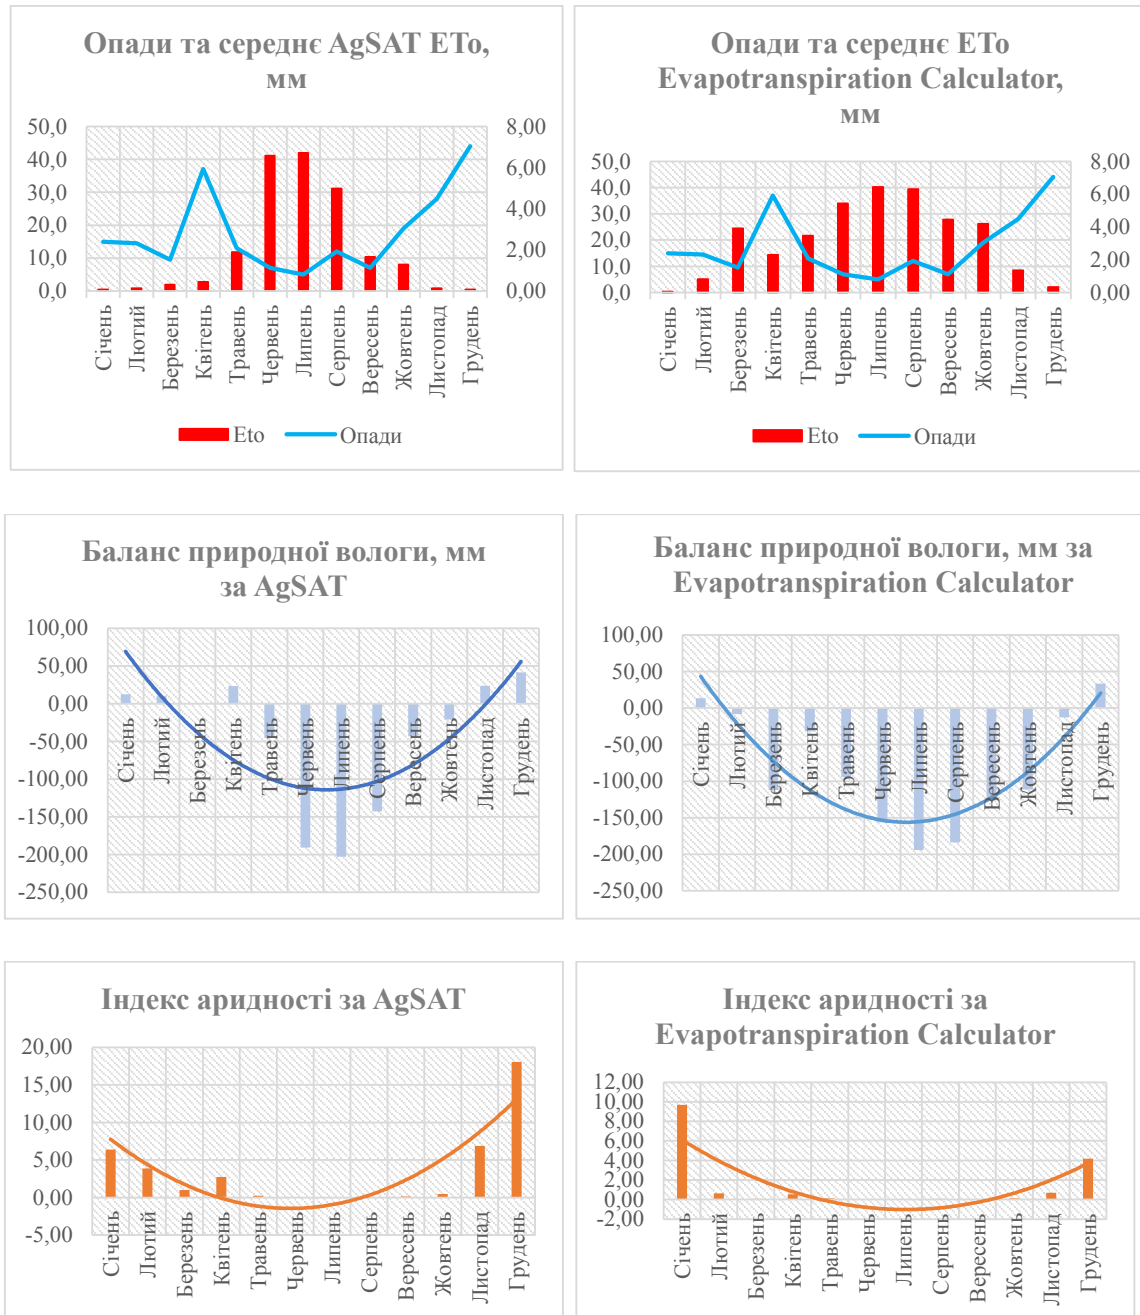 Опади та середнє AgSAT ETo,
мм
50,0
40,0
30,0
20,0
10,0
0,0
8,00
6,00
4,00
2,00
0,00
Січень
Лютий
Березень
Квітень
Травень
Червень
Липень
Серпень
Вересень
Жовтень
Листопад
Грудень
Eto
Опади
Опади та середнє ETo
Evapotranspiration Calculator,
мм
50,0
40,0
30,0
20,0
10,0
0,0
8,00
6,00
4,00
2,00
0,00
Січень
Лютий
Березень
Квітень
Травень
Червень
Липень
Серпень
Вересень
Жовтень
Листопад
Грудень
Eto
Опади
Баланс природної вологи, мм
за AgSAT
100,00
50,00
0,00
-50,00
-100,00
-150,00
-200,00
-250,00
Січень
Лютий
Березень
Квітень
Травень
Червень
Липень
Серпень
Вересень
Жовтень
Листопад
Грудень
Баланс природної вологи, мм за
Evapotranspiration Calculator
100,00
50,00
0,00
-50,00
-100,00
-150,00
-200,00
-250,00
Січень
Лютий
Березень
Квітень
Травень
Червень
Липень
Серпень
Вересень
Жовтень
Листопад
Грудень
Індекс аридності за AgSAT
20,00
15,00
10,00
5,00
0,00
-5,00
Січень
Лютий
Березень
Квітень
Травень
Червень
Липень
Серпень
Вересень
Жовтень
Листопад
Грудень
Індекс аридності за
Evapotranspiration Calculator
12,00
10,00
8,00
6,00
4,00
2,00
0,00
-2,00
Січень
Лютий
Березень
Квітень
Травень
Червень
Липень
Серпень
Вересень
Жовтень
Листопад
Грудень